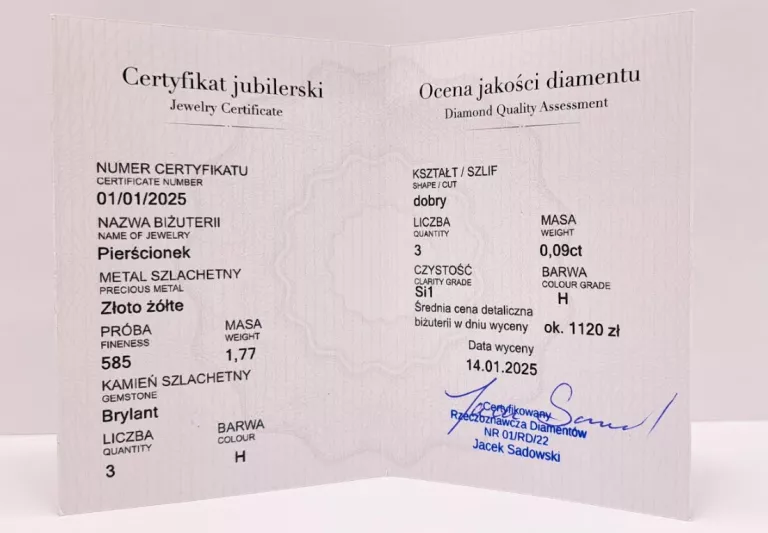 Certyfikat jubilerski
Jewelry Certificate
NUMER CERTYFIKATU
CERTIFICATE NUMBER
01/01/2025
NAZWA BIŻUTERII
NAME OF JEWELRY
Pierścionek
METAL SZLACHETNY
PRECIOUS METAL
Złoto żółte
PRÓBA MASA
FINENESS WEIGHT
585 1,77
KAMIEŃ SZLACHETNY
GEMSTONE
Brylant
LICZBA BARWA
QUANTITY COLOUR
3 H
Ocena jakości diamentu
Diamond Quality Assessment
KSZTAŁT / SZLIF
SHAPE / CUT
dobry
LICZBA MASA
QUANTITY WEIGHT
3 0,09ct
CZYSTOŚĆ BARWA
CLARITY GRADE COLOUR GRADE
Si1 H
Średnia cena detaliczna
biżuterii w dniu wyceny ok. 1120 zł
Data wyceny
14.01.2025
Certyfikowany
Rzeczoznawcza Diamentów
NR 01/RD/22
Jacek Sadowski